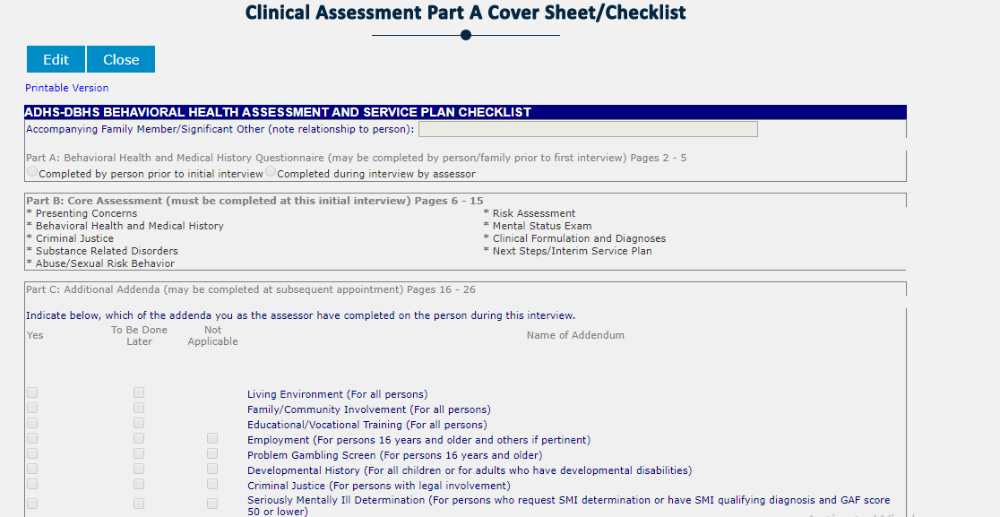 Clinical Assessment Part A Cover Sheet/Checklist
Edit Close
Printable Version
ADHS-DBHS BEHAVIORAL HEALTH ASSESSMENT AND SERVICE PLAN CHECKLIST
Accompanying Family Member/Significant Other (note relationship to person):
Part A: Behavioral Health and Medical History Questionnaire (may be completed by person/family prior to first interview) Pages 2 - 5
Completed by person prior to initial interview Completed during interview by assessor
Part B: Core Assessment (must be completed at this initial interview) Pages 6 - 15
* Presenting Concerns
* Behavioral Health and Medical History
* Criminal Justice
* Substance Related Disorders
* Abuse/Sexual Risk Behavior
* Risk Assessment
* Mental Status Exam
* Clinical Formulation and Diagnoses
* Next Steps/Interim Service Plan
Part C: Additional Addenda (may be completed at subsequent appointment) Pages 16 - 26
Indicate below, which of the addenda you as the assessor have completed on the person during this interview.
Yes
To Be Done
Later
Not
Applicable
Name of Addendum
Living Environment (For all persons)
Family/Community Involvement (For all persons)
Educational/Vocational Training (For all persons)
Employment (For persons 16 years and older and others if pertinent)
Problem Gambling Screen (For persons 16 years and older)
Developmental History (For all children or for adults who have developmental disabilities)
Criminal Justice (For persons with legal involvement)
Seriously Mentally Ill Determination (For persons who request SMI determination or have SMI qualifying diagnosis and GAF score
50 or lower)